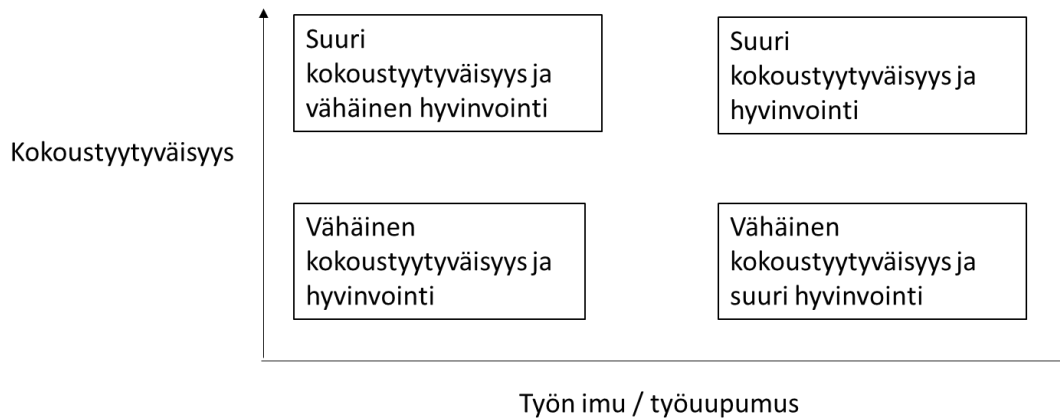 Suuri
kokoustyytyväisyys ja
vähäinen hyvinvointi
Suuri
kokoustyytyväisyys ja
hyvinvointi
Kokoustyytyväisyys
Vähäinen
kokoustyytyväisyys ja
hyvinvointi
Vähäinen
kokoustyytyväisyys ja
suuri hyvinvointi
Työn imu / työuupumus